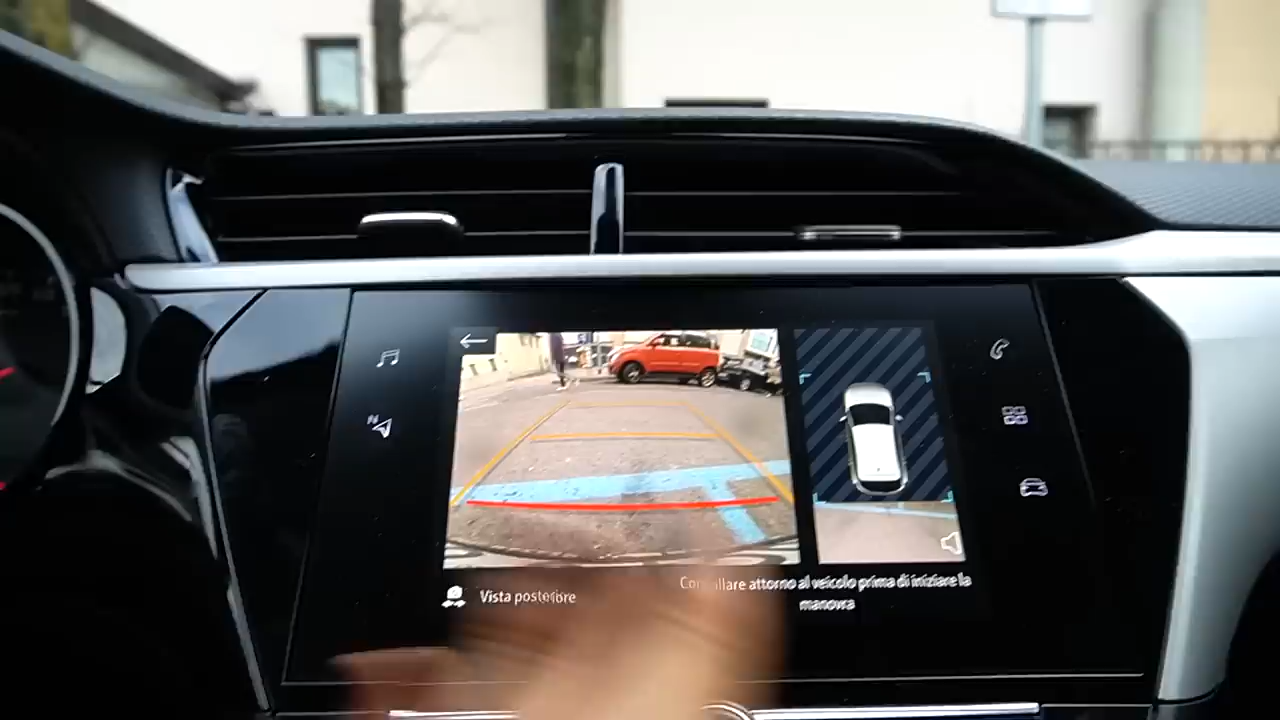 N
Vista posteriore
Controllare attorno al veicolo prima di iniziare la
manovra